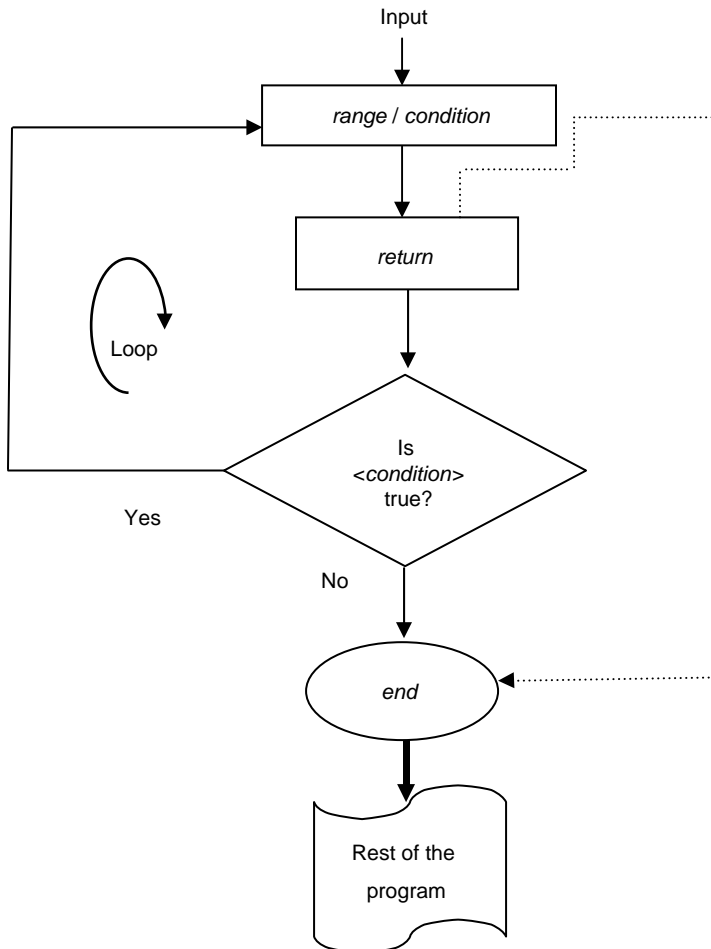 Input
range / condition
return
Loop
Is
<condition>
true?
Yes
No
end
Rest of the
program